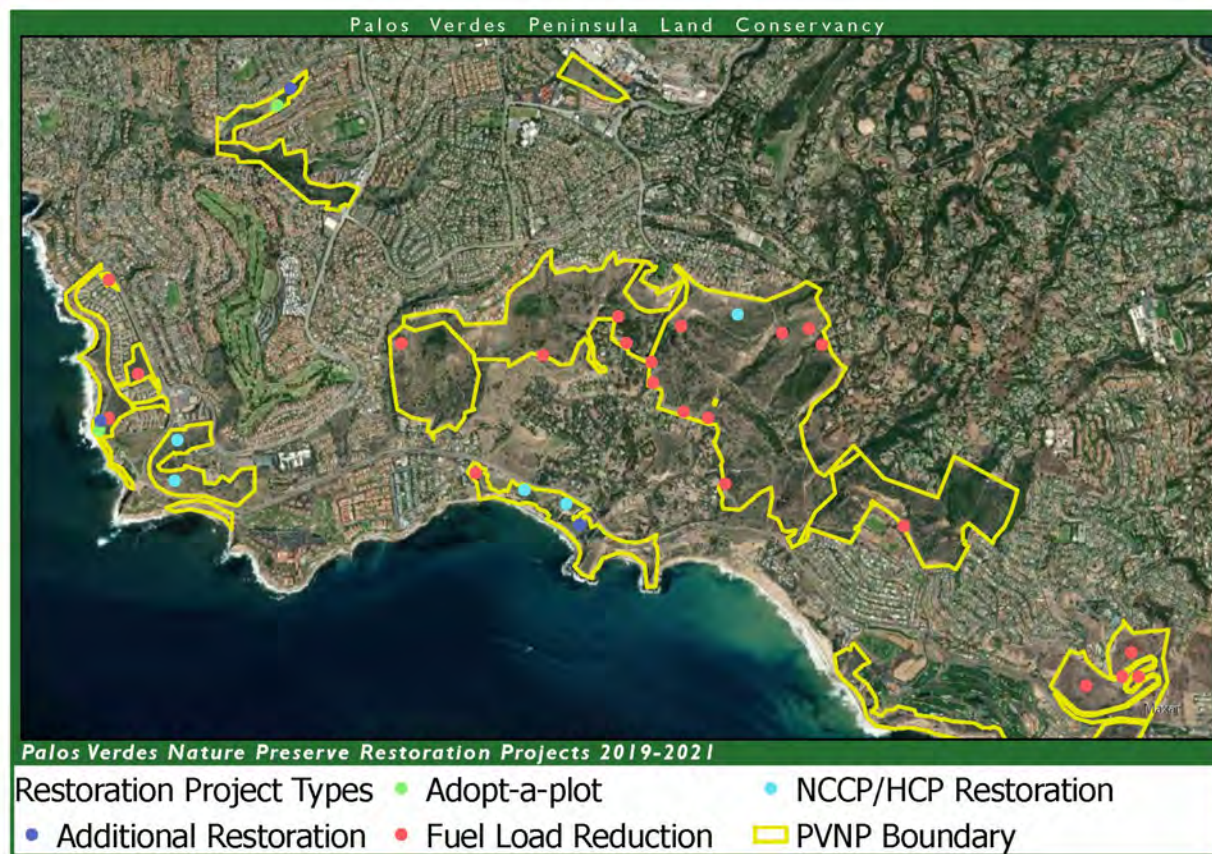 Palos Verdes Peninsula Land Conservancy
Palos Verdes Nature Preserve Restoration Projects 2019-2021
Restoration Project Types
Adopt-a-plot
NCCP/HCP Restoration
Additional Restoration
Fuel Load Reduction
PVNP Boundary